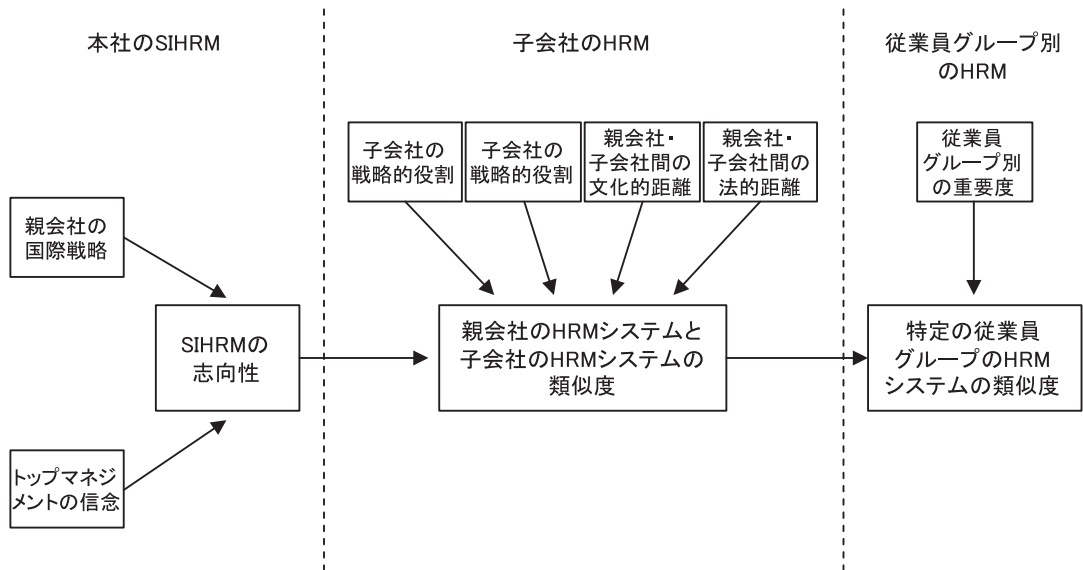 本社のSIHRM
子会社のHRM
従業員グループ別
のHRM
子会社の
戦略的役割
子会社の
戦略的役割
親会社・
子会社間の
文化的距離
親会社・
子会社間の
法的距離
従業員
グループ別
の重要度
親会社の
国際戦略
SIHRMの
志向性
親会社のHRMシステムと
子会社のHRMシステムの
類似度
特定の従業員
グループのHRM
システムの類似度
トップマネジ
メントの信念